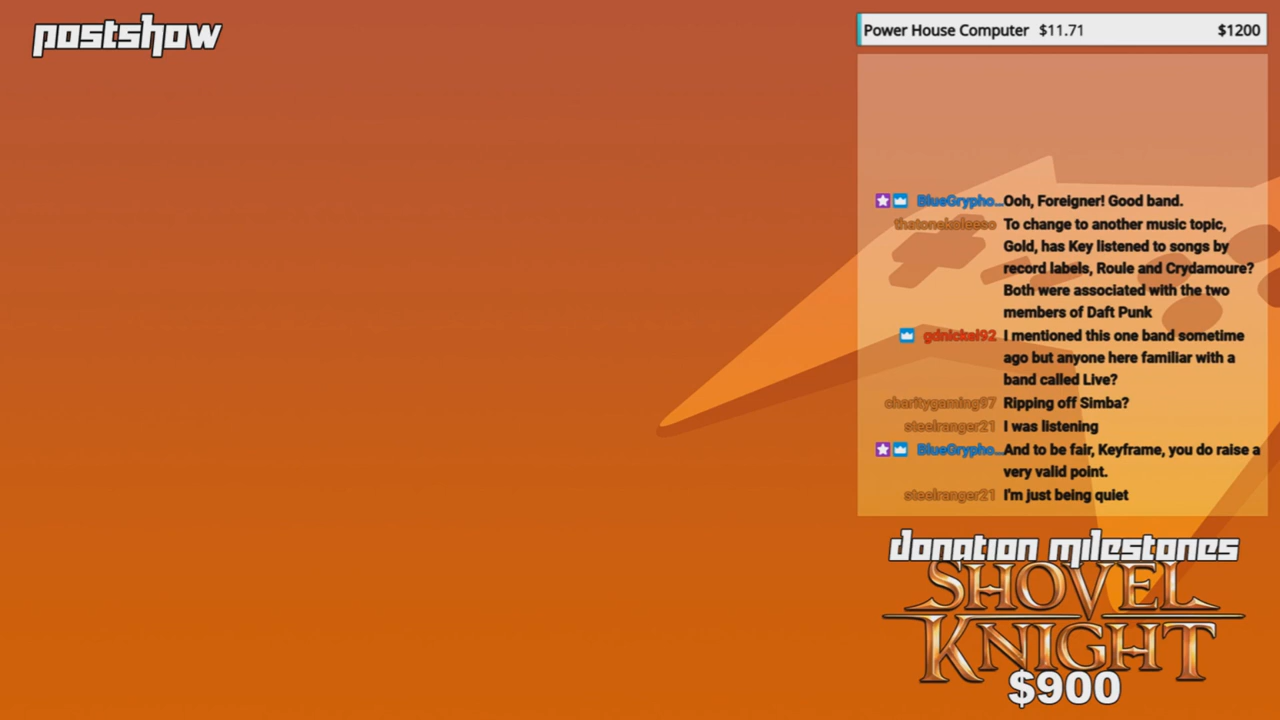 postshow
Power House Computer $11.71 $1200
BlueGrypho... Ooh, Foreigner! Good band.
thatonekoleeso To change to another music topic,
Gold, has Key listened to songs by
record labels, Roule and Crydamoure?
Both were associated with the two
members of Daft Punk
gdnickel92 I mentioned this one band sometime
ago but anyone here familiar with a
band called Live?
charitygaming97 Ripping off Simba?
steelranger21 I was listening
BlueGrypho... And to be fair, Keyframe, you do raise a
very valid point.
steelranger21 I'm just being quiet
donation milestones
SHOVEL
KNIGHT
$900